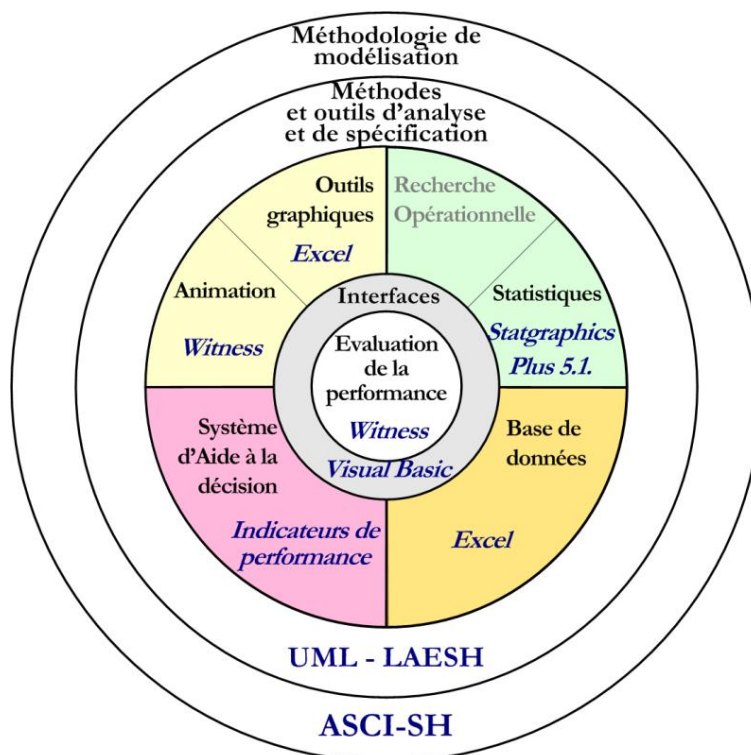 Méthodologie de
modélisation
Méthodes
et outils d'analyse
et de spécification
Outils
graphiques
Excel
Recherche
Opérationnelle
Animation
Witness
Statistiques
Statgraphics
Plus 5.1.
Interfaces
Evaluation
de la
performance
Witness
Visual Basic
Système
d'Aide à la
décision
Indicateurs de
performance
Base de
données
Excel
UML - LAESH
ASCI-SH